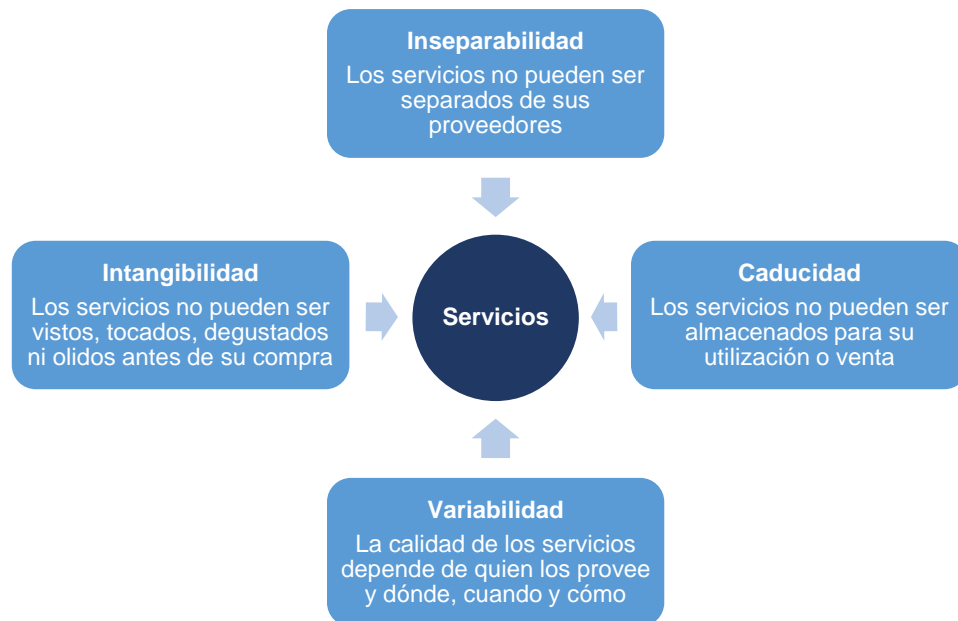 Inseparabilidad
Los servicios no pueden ser
separados de sus
proveedores
Intangibilidad
Los servicios no pueden ser
vistos, tocados, degustados
ni olidos antes de su compra
Servicios
Caducidad
Los servicios no pueden ser
almacenados para su
utilización o venta
Variabilidad
La calidad de los servicios
depende de quien los provee
y dónde, cuando y cómo